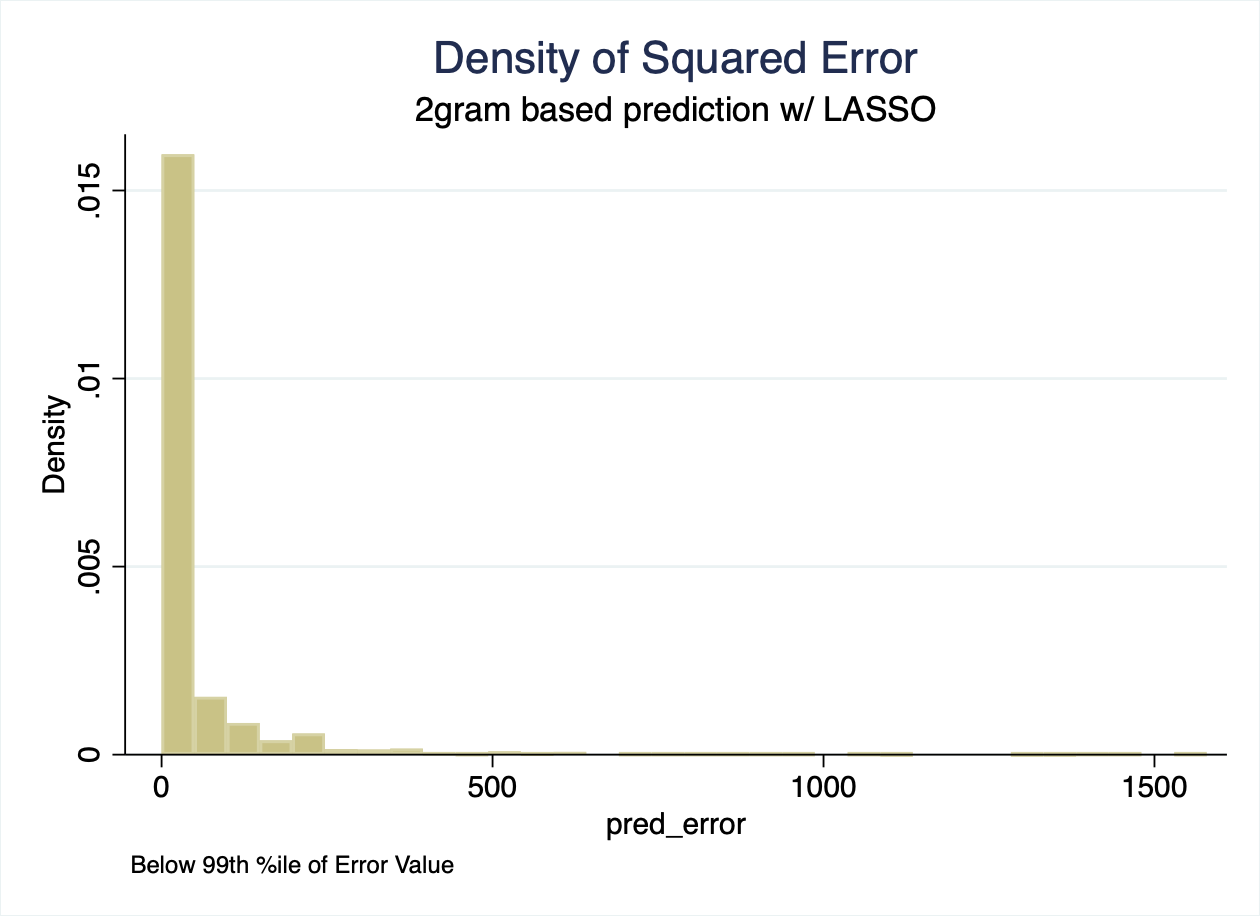 Density of Squared Error
2gram based prediction w/ LASSO
Density
.015
.01
.005
0
0 500 1000 1500
pred_error
Below 99th %ile of Error Value